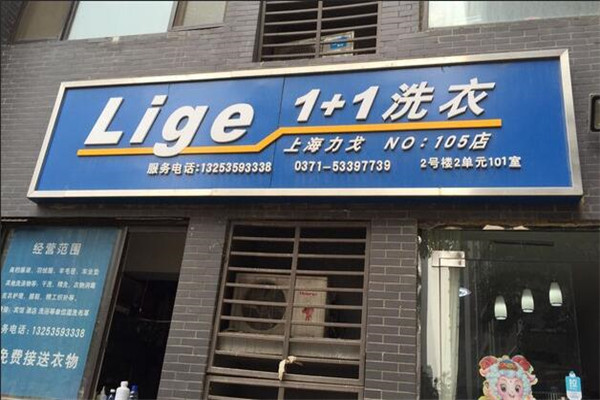 Lige 1+1洗衣
上海力戈 NO:105店
服务电话:13253593338 0371-53397739 2号楼2单元101室
经营范围
服务电话:13253593338
免费接送衣物